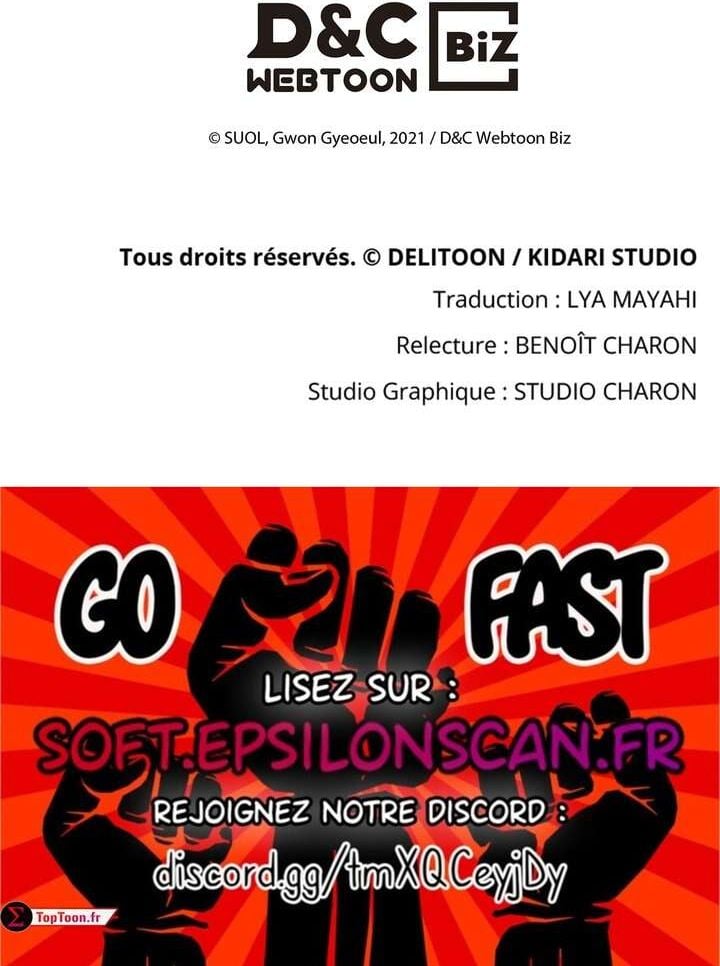 D&C
WEBTOON
BiZ
© SUOL, Gwon Gyeoeul, 2021 / D&C Webtoon Biz
Tous droits réservés. © DELITOON / KIDARI STUDIO
Traduction : LYA MAYAHI
Relecture : BENOÎT CHARON
Studio Graphique : STUDIO CHARON
GO FAST
LISEZ SUR :
SOFT.EPSILONSCAN.FR
REJOIGNEZ NOTRE DISCORD :
discord.gg/tmXQCeyjDy
Σ TopToon.fr